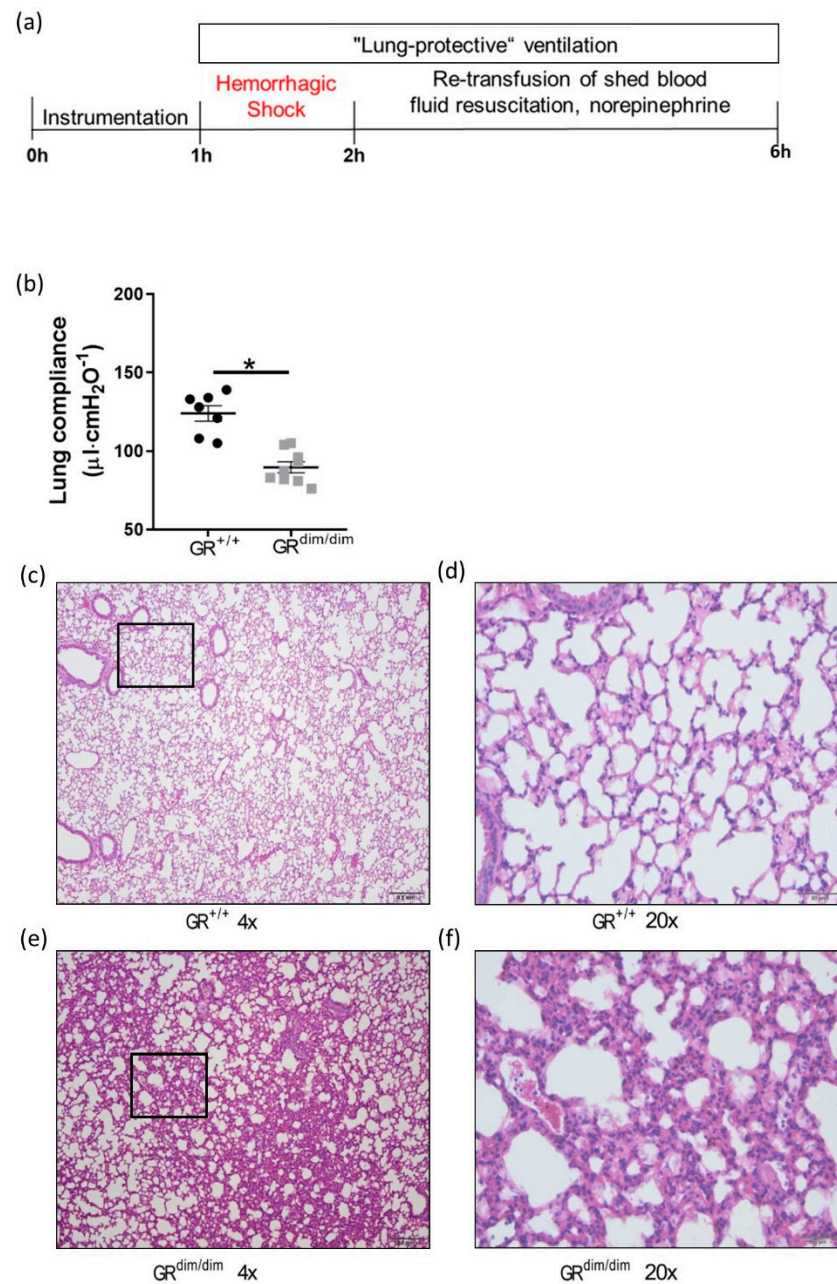 (a)
"Lung-protective“ ventilation
Hemorrhagic
Shock
Re-transfusion of shed blood
fluid resuscitation, norepinephrine
Instrumentation
0h
1h
2h
6h
(b)
200
150
100
50
Lung compliance
(µl·cmH₂O⁻¹)
*
GR⁺/⁺
GRᵈⁱᵐ/ᵈⁱᵐ
(c)
(d)
GR⁺/⁺ 4x
GR⁺/⁺ 20x
(e)
(f)
GRᵈⁱᵐ/ᵈⁱᵐ 4x
GRᵈⁱᵐ/ᵈⁱᵐ 20x